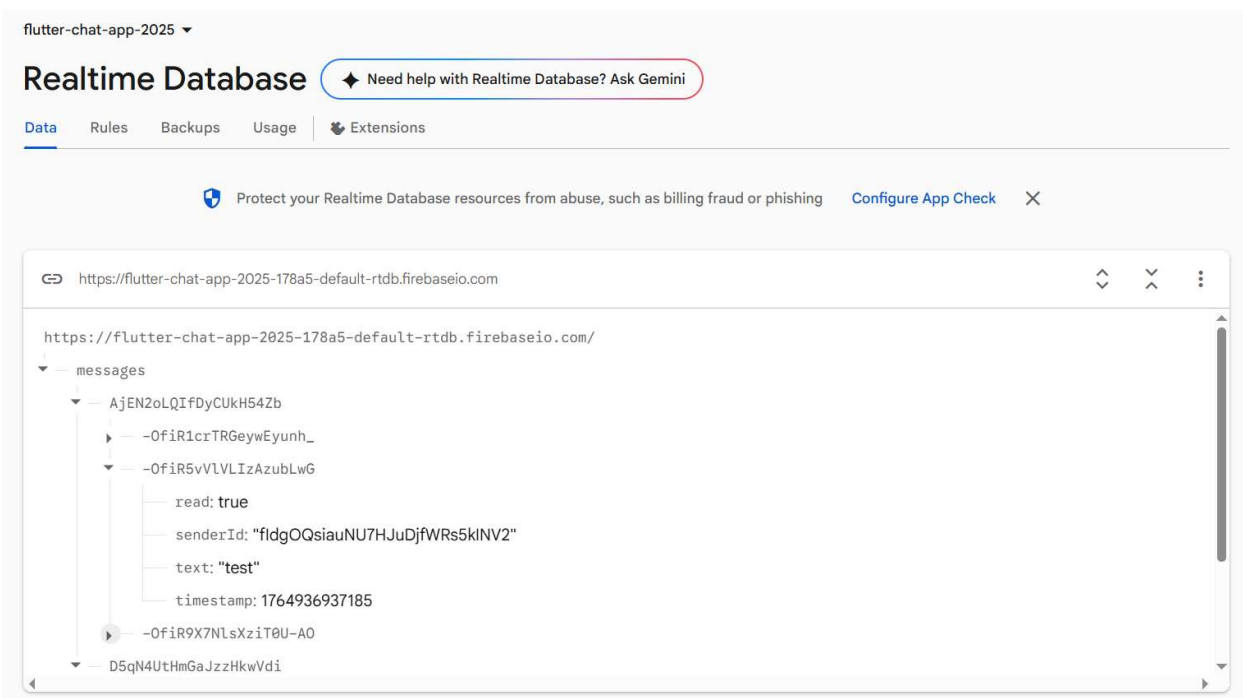 flutter-chat-app-2025
Realtime Database
Need help with Realtime Database? Ask Gemini
Data Rules Backups Usage Extensions
Protect your Realtime Database resources from abuse, such as billing fraud or phishing Configure App Check
https://flutter-chat-app-2025-178a5-default-rtdb.firebaseio.com
https://flutter-chat-app-2025-178a5-default-rtdb.firebaseio.com/
messages
AjEN2oLQIfDyCUkH54Zb
-OfiR1crTRGeywEyunh_
-OfiR5vVlVLIzAzubLwG
read: true
senderId: "fIdgOQsiauNU7HJuDjfWRs5kINV2"
text: "test"
timestamp: 1764936937185
-OfiR9X7NlsXziT0U-AO
D5qN4UtHmGaJzzHkwVdi